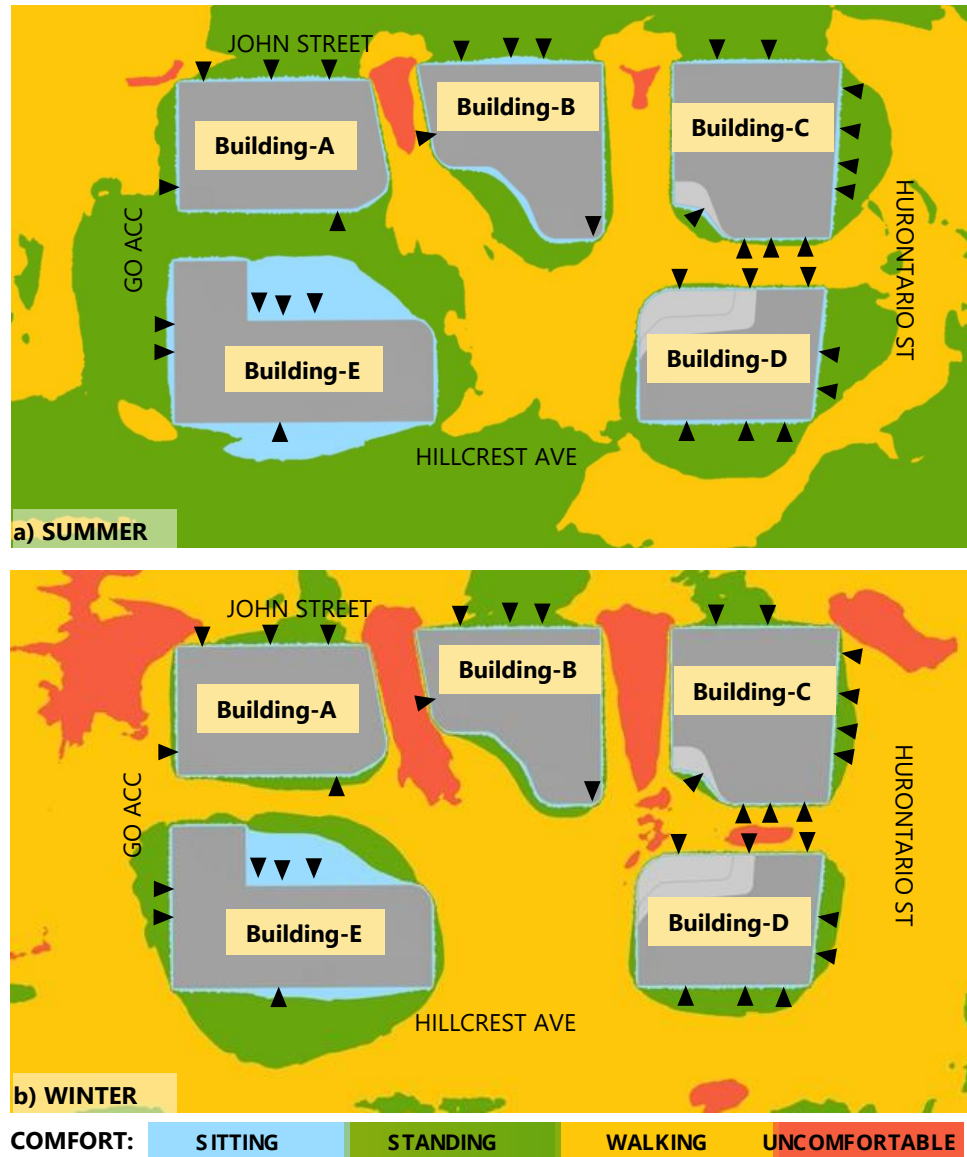 JOHN STREET
Building-A
Building-B
Building-C
GO ACC
HURONTARIO ST
Building-E
Building-D
HILLCREST AVE
a) SUMMER
JOHN STREET
Building-A
Building-B
Building-C
GO ACC
HURONTARIO ST
Building-E
Building-D
HILLCREST AVE
b) WINTER
COMFORT: SITTING STANDING WALKING UNCOMFORTABLE